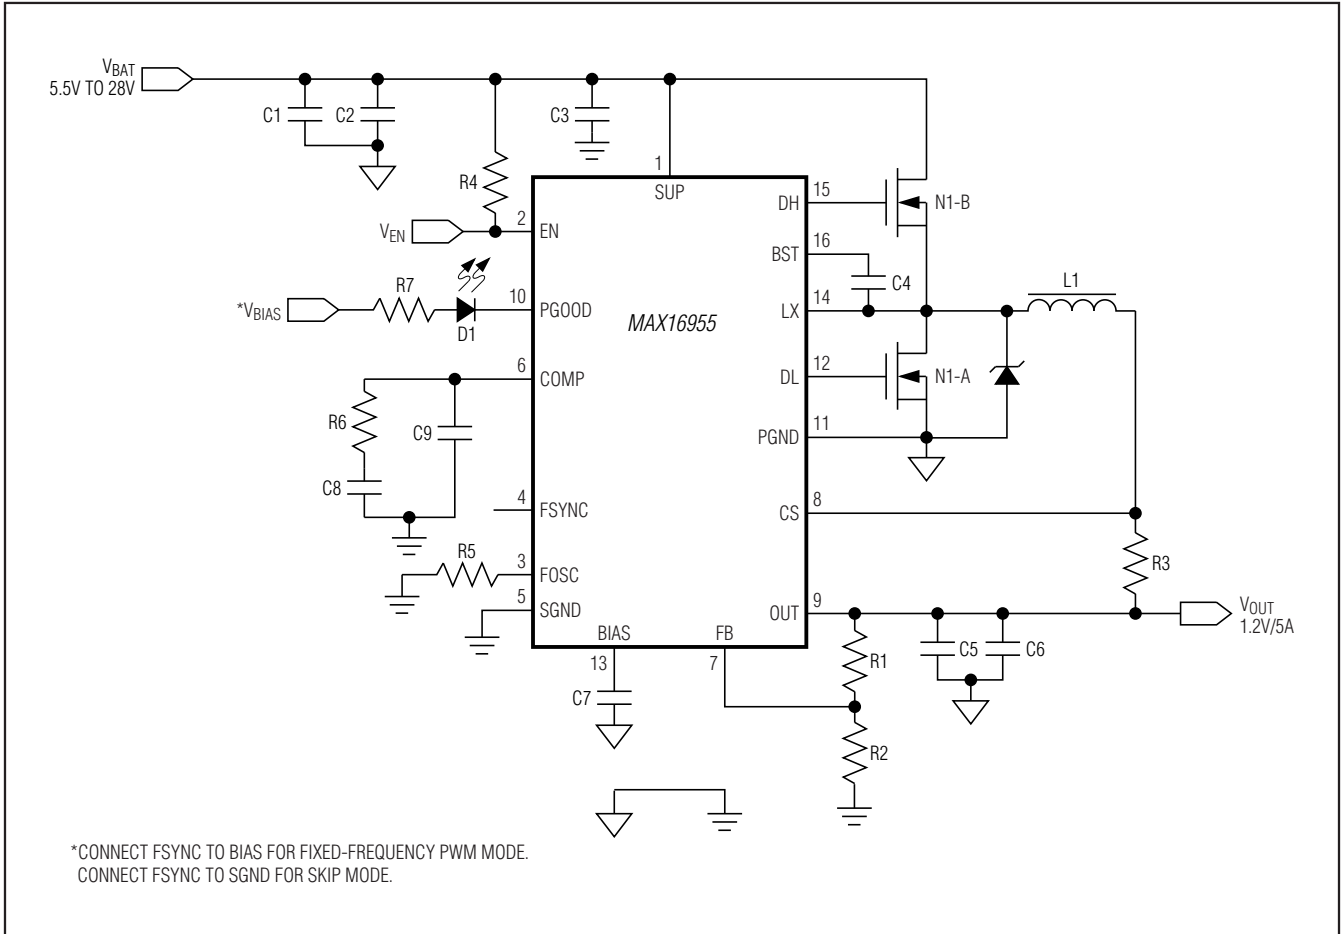 VBAT
5.5V TO 28V
C1
C2
C3
R4
1
SUP
DH
15
N1-B
VEN
2
EN
BST
16
C4
L1
*VBIAS
R7
D1
10
PGOOD
MAX16955
LX
14
DL
12
N1-A
6
COMP
R6
C9
C8
PGND
11
4
FSYNC
CS
8
R5
3
FOSC
R3
5
SGND
OUT
9
VOUT
1.2V/5A
BIAS
FB
13
7
R1
C5
C6
C7
R2
*CONNECT FSYNC TO BIAS FOR FIXED-FREQUENCY PWM MODE.
CONNECT FSYNC TO SGND FOR SKIP MODE.